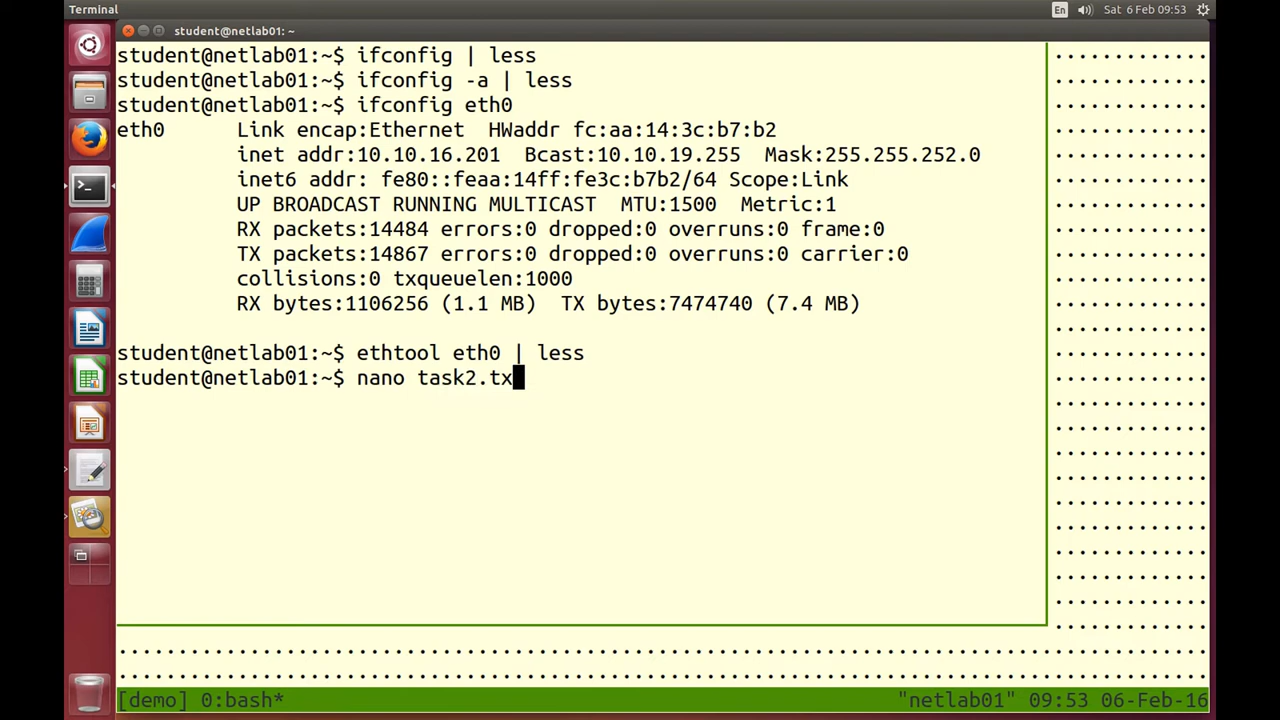 Terminal
En
Sat 6 Feb 09:53
student@netlab01: ~
student@netlab01:~$ ifconfig | less
student@netlab01:~$ ifconfig -a | less
student@netlab01:~$ ifconfig eth0
eth0      Link encap:Ethernet  HWaddr fc:aa:14:3c:b7:b2
          inet addr:10.10.16.201  Bcast:10.10.19.255  Mask:255.255.252.0
          inet6 addr: fe80::feaa:14ff:fe3c:b7b2/64 Scope:Link
          UP BROADCAST RUNNING MULTICAST  MTU:1500  Metric:1
          RX packets:14484 errors:0 dropped:0 overruns:0 frame:0
          TX packets:14867 errors:0 dropped:0 overruns:0 carrier:0
          collisions:0 txqueuelen:1000
          RX bytes:1106256 (1.1 MB)  TX bytes:7474740 (7.4 MB)
student@netlab01:~$ ethtool eth0 | less
student@netlab01:~$ nano task2.tx
[demo] 0:bash*
"netlab01" 09:53 06-Feb-16